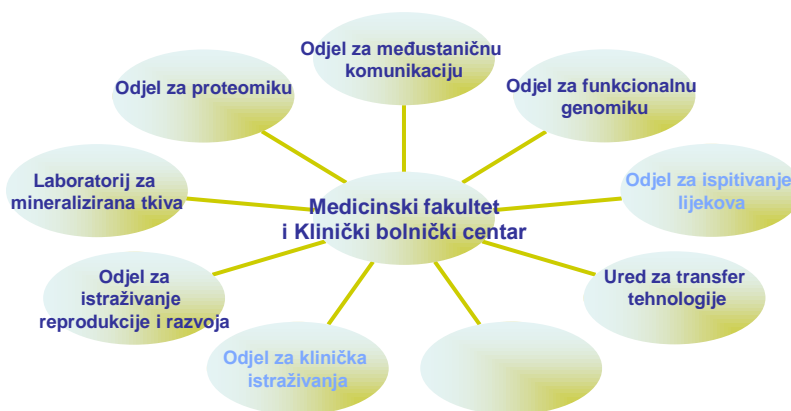 Odjel za međustaničnu
komunikaciju
Odjel za proteomiku
Odjel za funkcionalnu
genomiku
Laboratorij za
mineralizirana tkiva
Odjel za ispitivanje
lijekova
Medicinski fakultet
i Klinički bolnički centar
Odjel za
istraživanje
reprodukcije i razvoja
Ured za transfer
tehnologije
Odjel za klinička
istraživanja